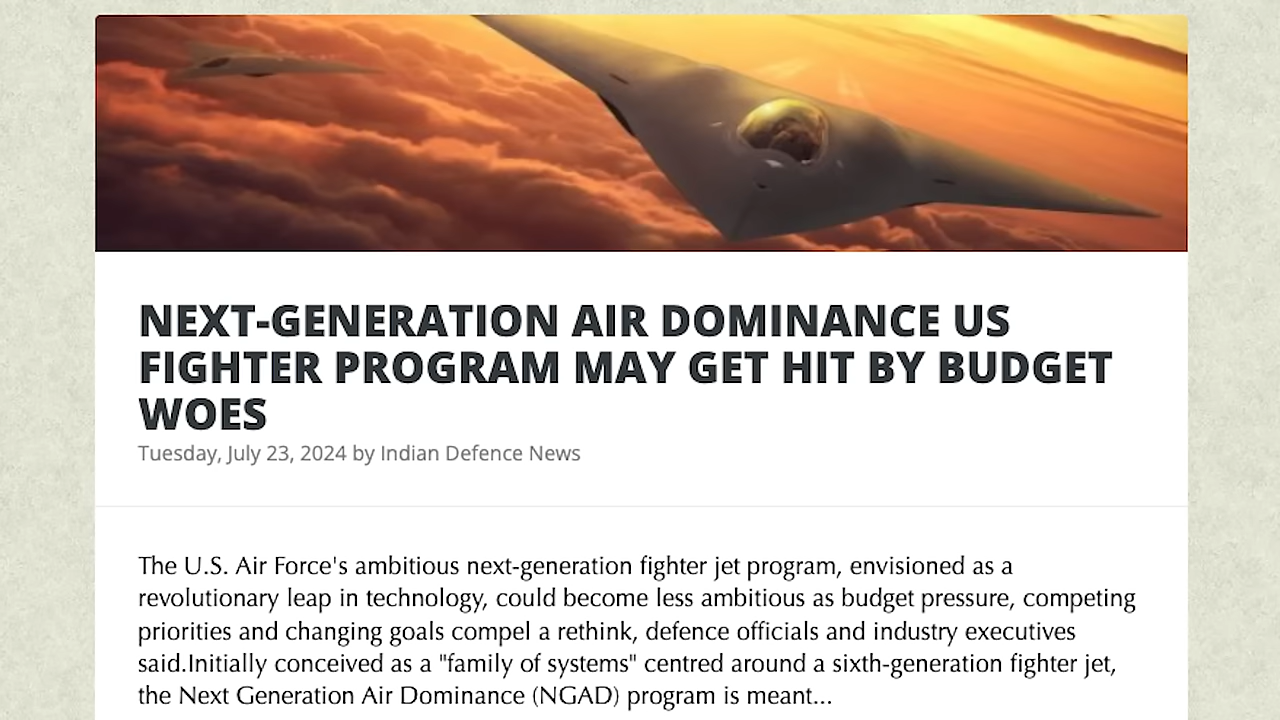 NEXT-GENERATION AIR DOMINANCE US
FIGHTER PROGRAM MAY GET HIT BY BUDGET
WOES
Tuesday, July 23, 2024 by Indian Defence News
The U.S. Air Force's ambitious next-generation fighter jet program, envisioned as a
revolutionary leap in technology, could become less ambitious as budget pressure, competing
priorities and changing goals compel a rethink, defence officials and industry executives
said.Initially conceived as a "family of systems" centred around a sixth-generation fighter jet,
the Next Generation Air Dominance (NGAD) program is meant...